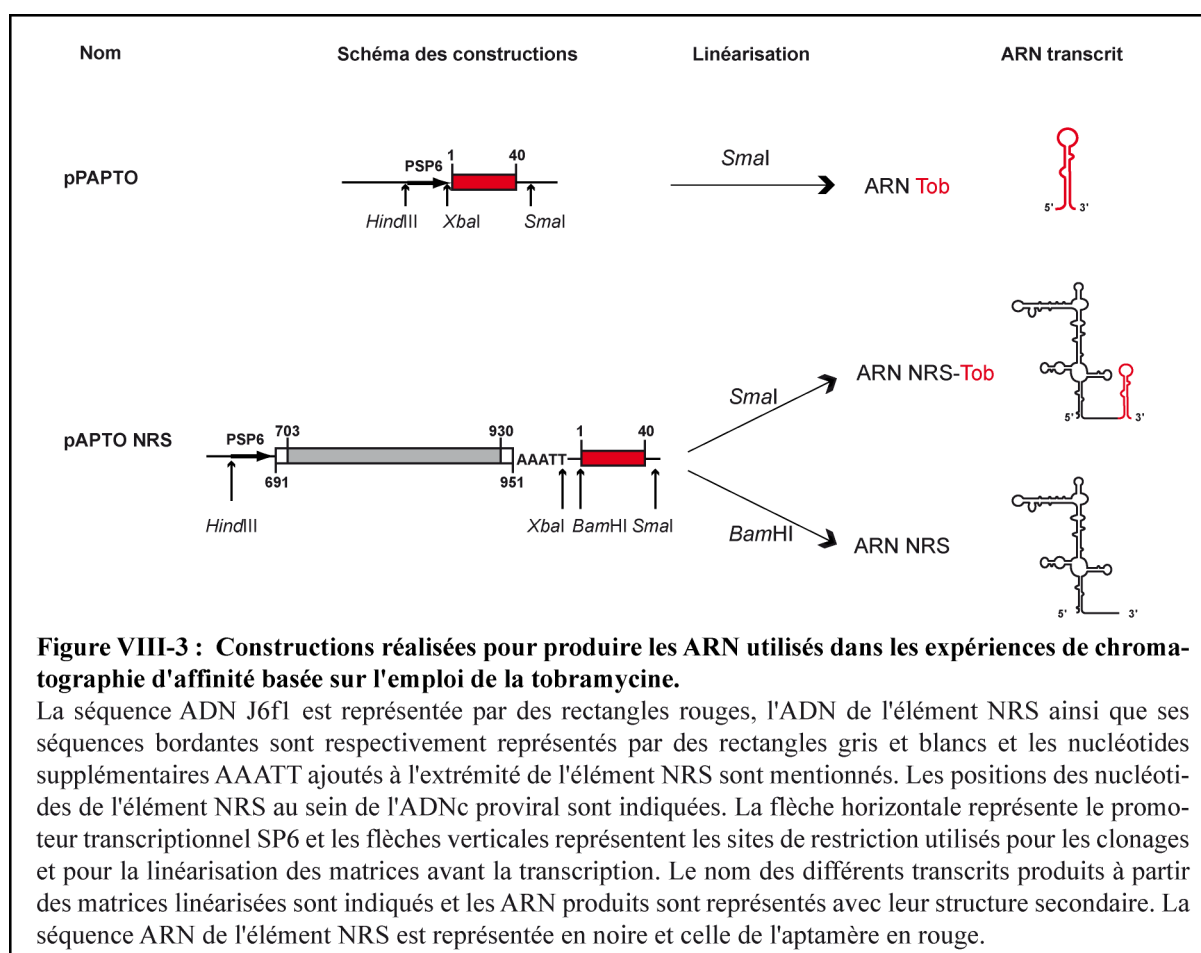 Nom Schéma des constructions Linéarisation ARN transcrit
pPAPTO
PSP6 1 40
HindIII XbaI SmaI
SmaI
ARN Tob
5' 3'
pAPTO NRS
PSP6 703 930 AAATT 1 40
691 951
HindIII XbaI BamHI SmaI
SmaI
ARN NRS-Tob
5' 3'
BamHI
ARN NRS
5' 3'
Figure VIII-3 : Constructions réalisées pour produire les ARN utilisés dans les expériences de chroma-
tographie d'affinité basée sur l'emploi de la tobramycine.
La séquence ADN J6f1 est représentée par des rectangles rouges, l'ADN de l'élément NRS ainsi que ses
séquences bordantes sont respectivement représentés par des rectangles gris et blancs et les nucléotides
supplémentaires AAATT ajoutés à l'extrémité de l'élément NRS sont mentionnés. Les positions des nucléoti-
des de l'élément NRS au sein de l'ADNc proviral sont indiquées. La flèche horizontale représente le promo-
teur transcriptionnel SP6 et les flèches verticales représentent les sites de restriction utilisés pour les clonages
et pour la linéarisation des matrices avant la transcription. Le nom des différents transcrits produits à partir
des matrices linéarisées sont indiqués et les ARN produits sont représentés avec leur structure secondaire. La
séquence ARN de l'élément NRS est représentée en noire et celle de l'aptamère en rouge.